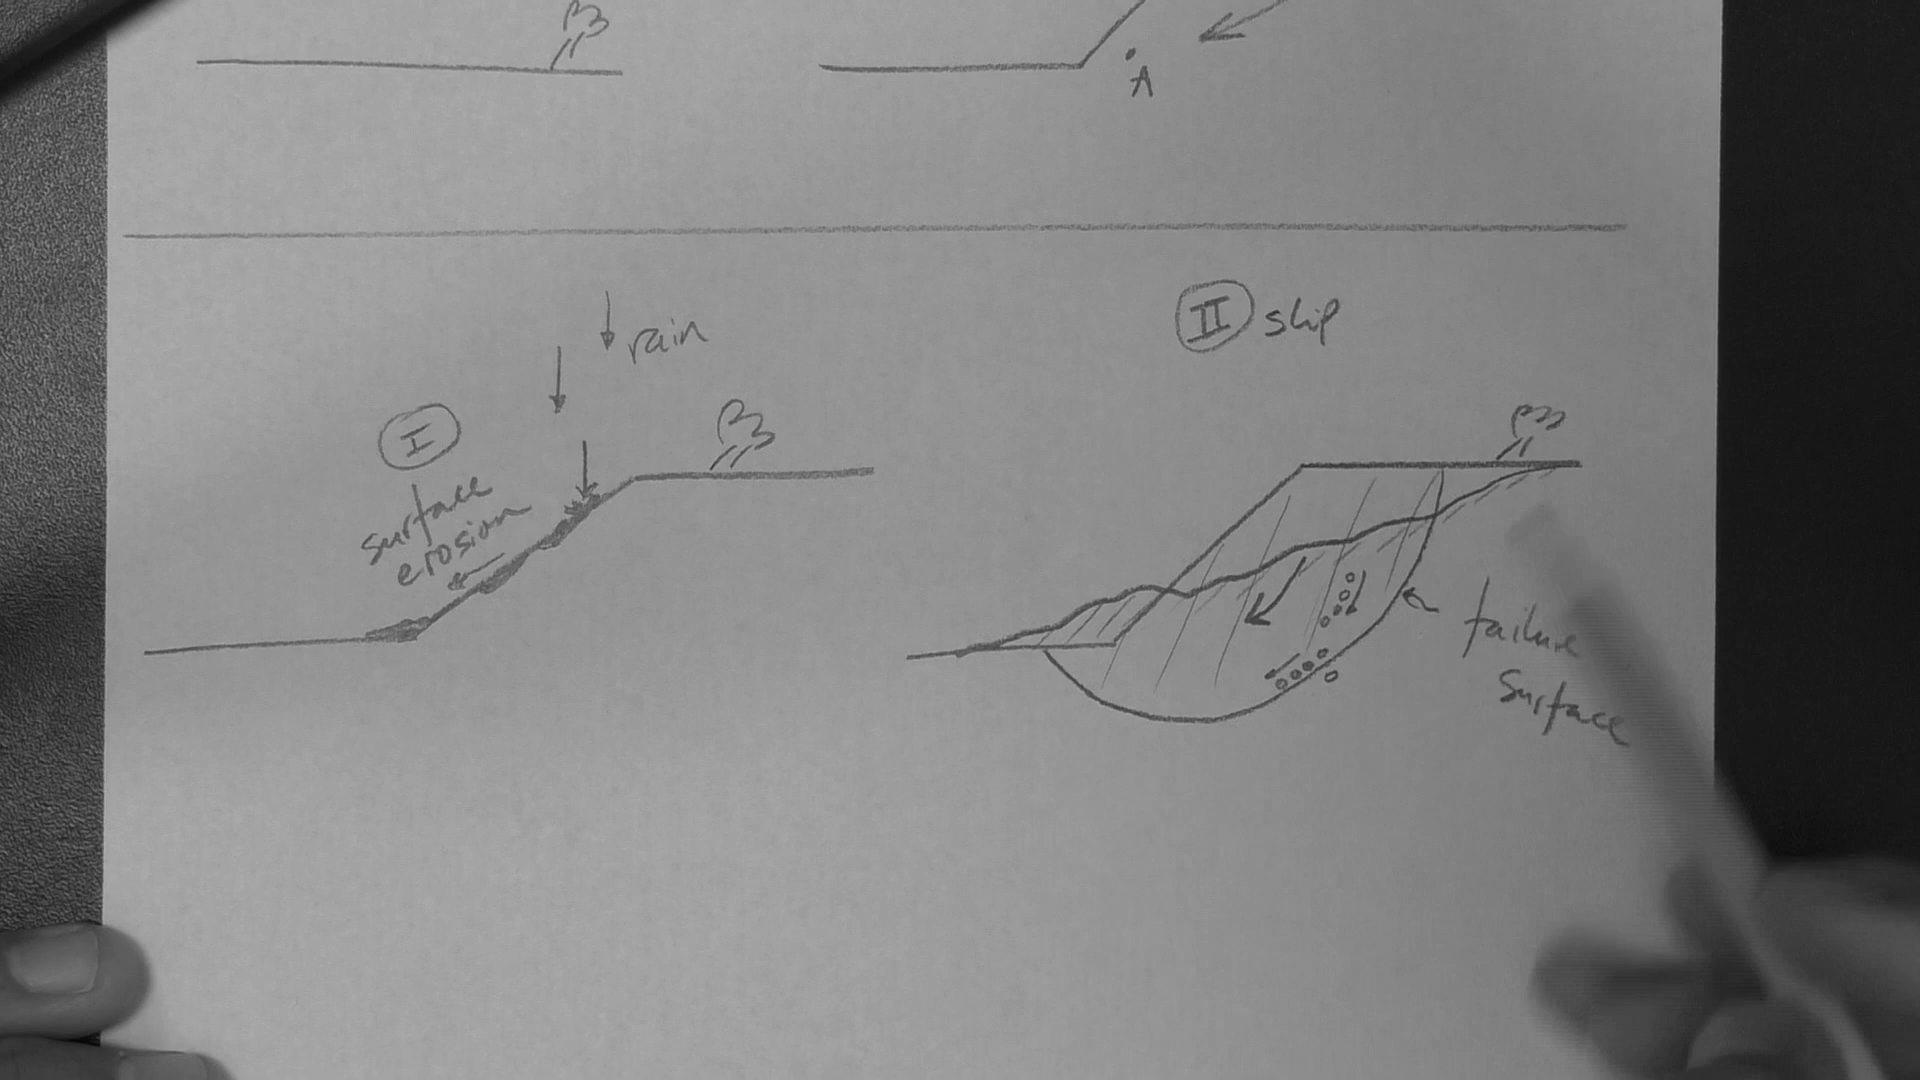 A
II slip
rain
I
surface
erosion
failure
surface